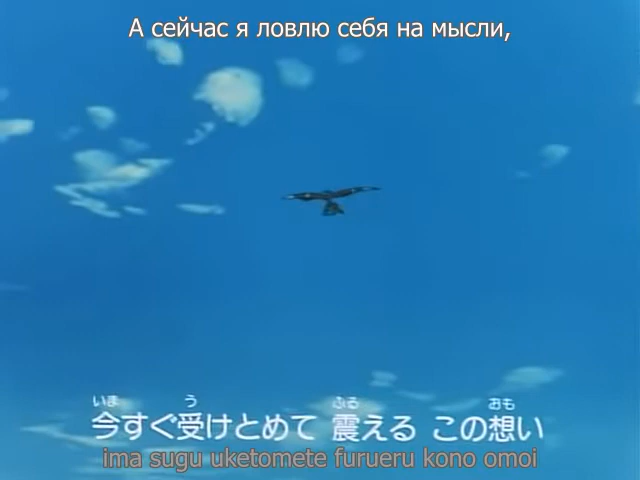 А сейчас я ловлю себя на мысли,
いま う ふる おも
今すぐ受けとめて 震える この想い
ima sugu uketomete furueru kono omoi